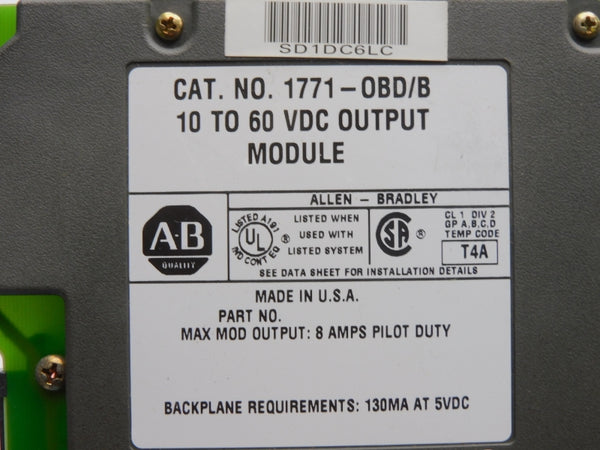 SD1DC6LC
CAT. NO. 1771-OBD/B
10 TO 60 VDC OUTPUT
MODULE
ALLEN - BRADLEY
A·B
QUALITY
LISTED A191
UL ®
IND CONT EQ
LISTED WHEN
USED WITH
LISTED SYSTEM
SA ®
CL 1 DIV 2
GP A,B,C,D
TEMP CODE
T4A
SEE DATA SHEET FOR INSTALLATION DETAILS
MADE IN U.S.A.
PART NO.
MAX MOD OUTPUT: 8 AMPS PILOT DUTY
BACKPLANE REQUIREMENTS: 130MA AT 5VDC